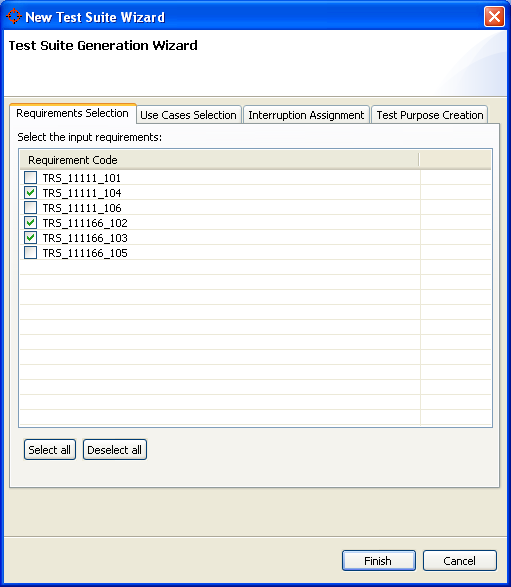 New Test Suite Wizard
Test Suite Generation Wizard
Requirements Selection Use Cases Selection Interruption Assignment Test Purpose Creation
Select the input requirements:
Requirement Code
TRS_11111_101
TRS_11111_104
TRS_11111_106
TRS_111166_102
TRS_111166_103
TRS_111166_105
Select all Deselect all
Finish Cancel